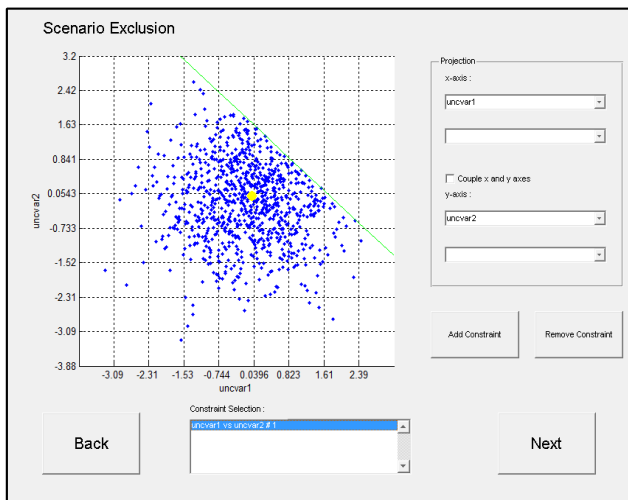 Scenario Exclusion
3.2
2.42
1.63
0.841
0.0543
-0.733
-1.52
-2.31
-3.09
-3.88
uncvar2
-3.09 -2.31 -1.53 -0.744 0.0396 0.823 1.61 2.39
uncvar1
Projection
x-axis :
uncvar1
Couple x and y axes
y-axis :
uncvar2
Add Constraint
Remove Constraint
Constraint Selection :
uncvar1 vs uncvar2 # 1
Back
Next